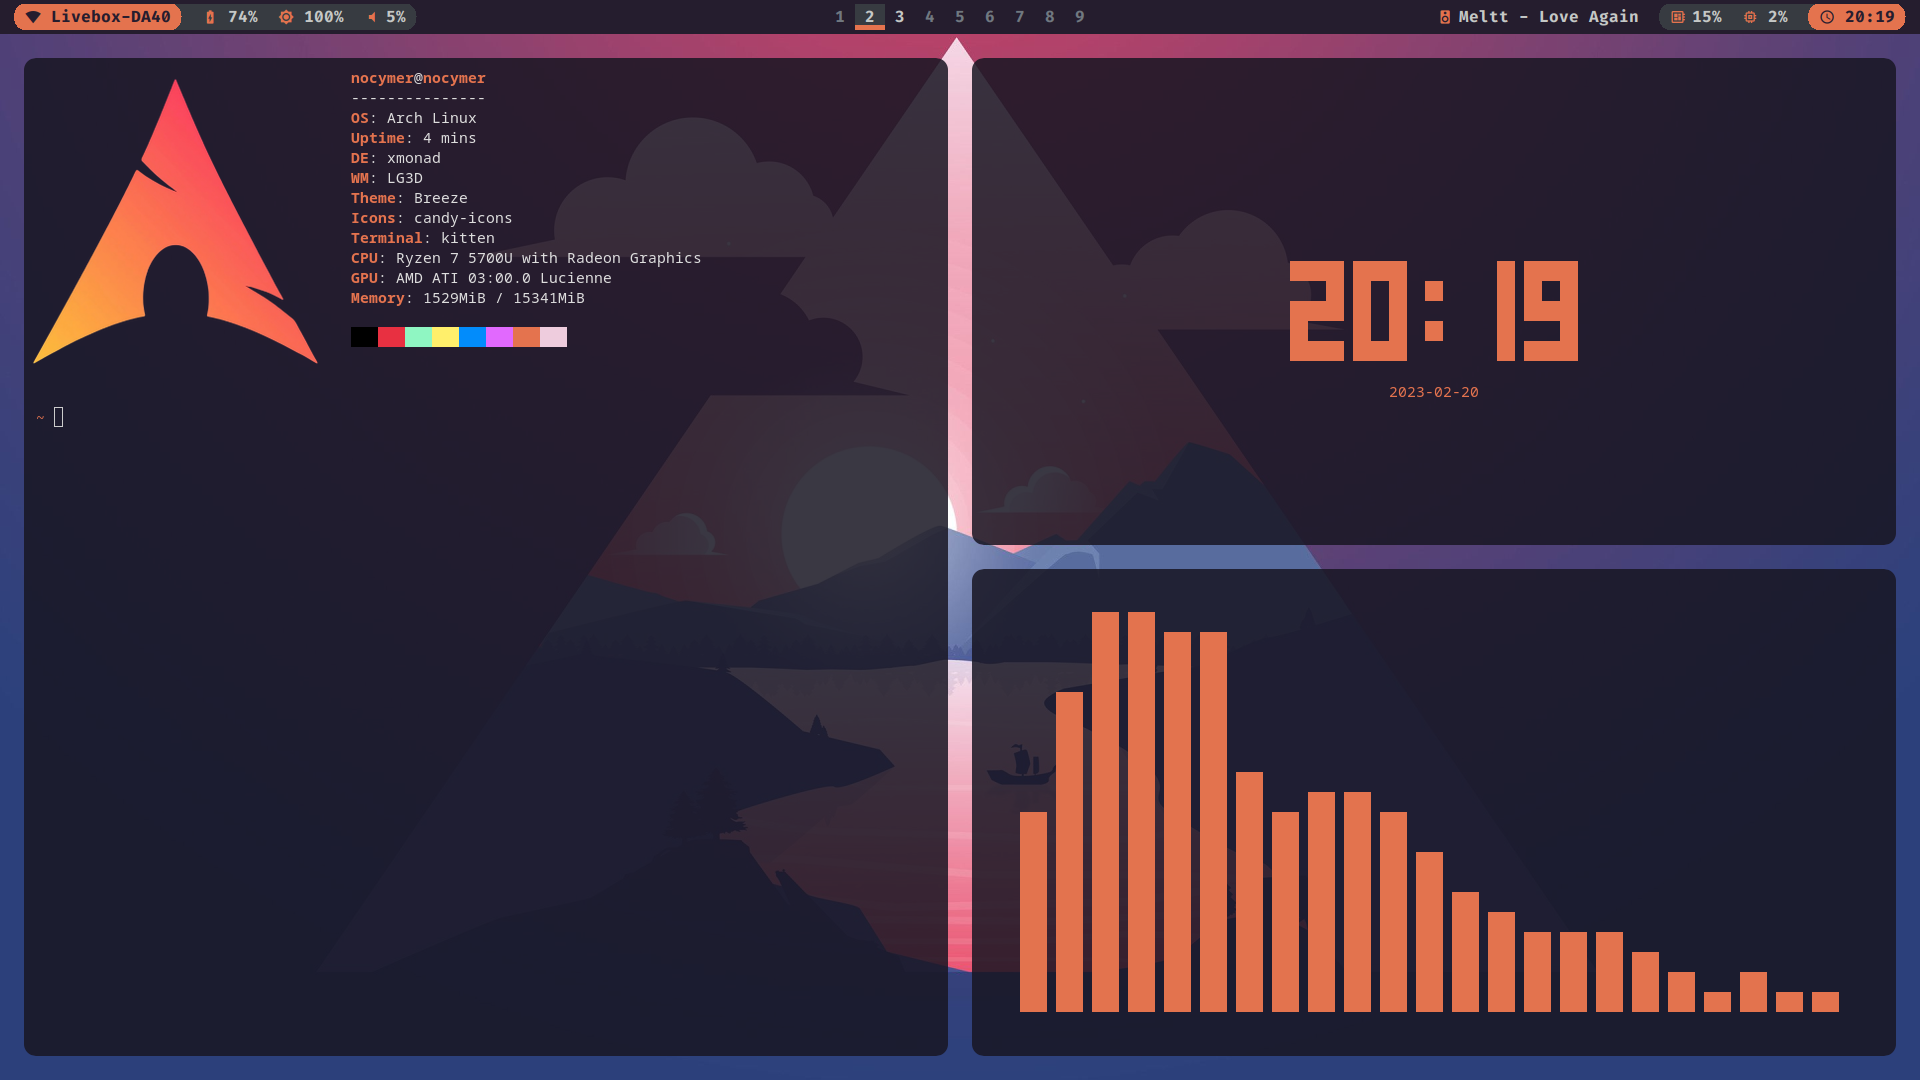 Livebox-DA40 74% 100% 5% 1 2 3 4 5 6 7 8 9 Meltt - Love Again 15% 2% 20:19
nocymer@nocymer
---------------
OS: Arch Linux
Uptime: 4 mins
DE: xmonad
WM: LG3D
Theme: Breeze
Icons: candy-icons
Terminal: kitten
CPU: Ryzen 7 5700U with Radeon Graphics
GPU: AMD ATI 03:00.0 Lucienne
Memory: 1529MiB / 15341MiB
~
20:19
2023-02-20